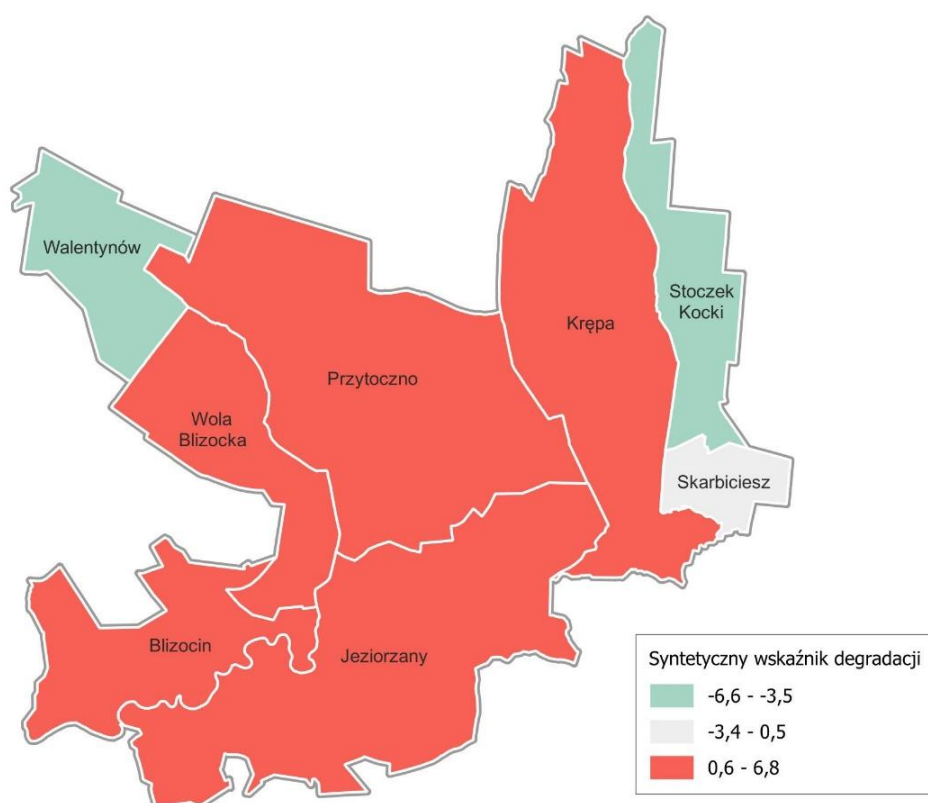 Walentynów
Stoczek
Kocki
Krępa
Przytoczno
Wola
Blizocka
Skarbiciesz
Blizocin
Jeziorzany
Syntetyczny wskaźnik degradacji
-6,6 - -3,5
-3,4 - 0,5
0,6 - 6,8